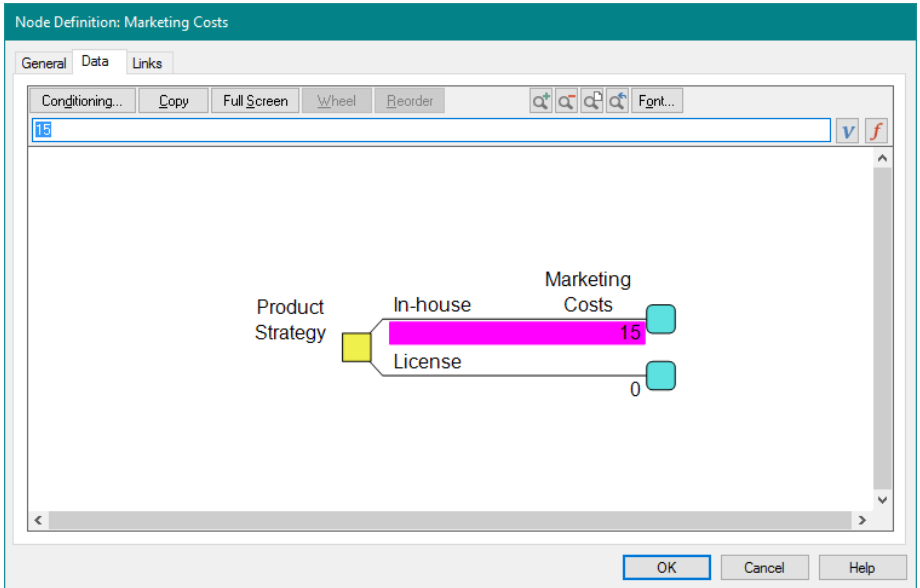 Node Definition: Marketing Costs
General Data Links
Conditioning... Copy Full Screen Wheel Reorder Font...
15 V f
Marketing
Costs
Product
Strategy
In-house
15
License
0
OK Cancel Help